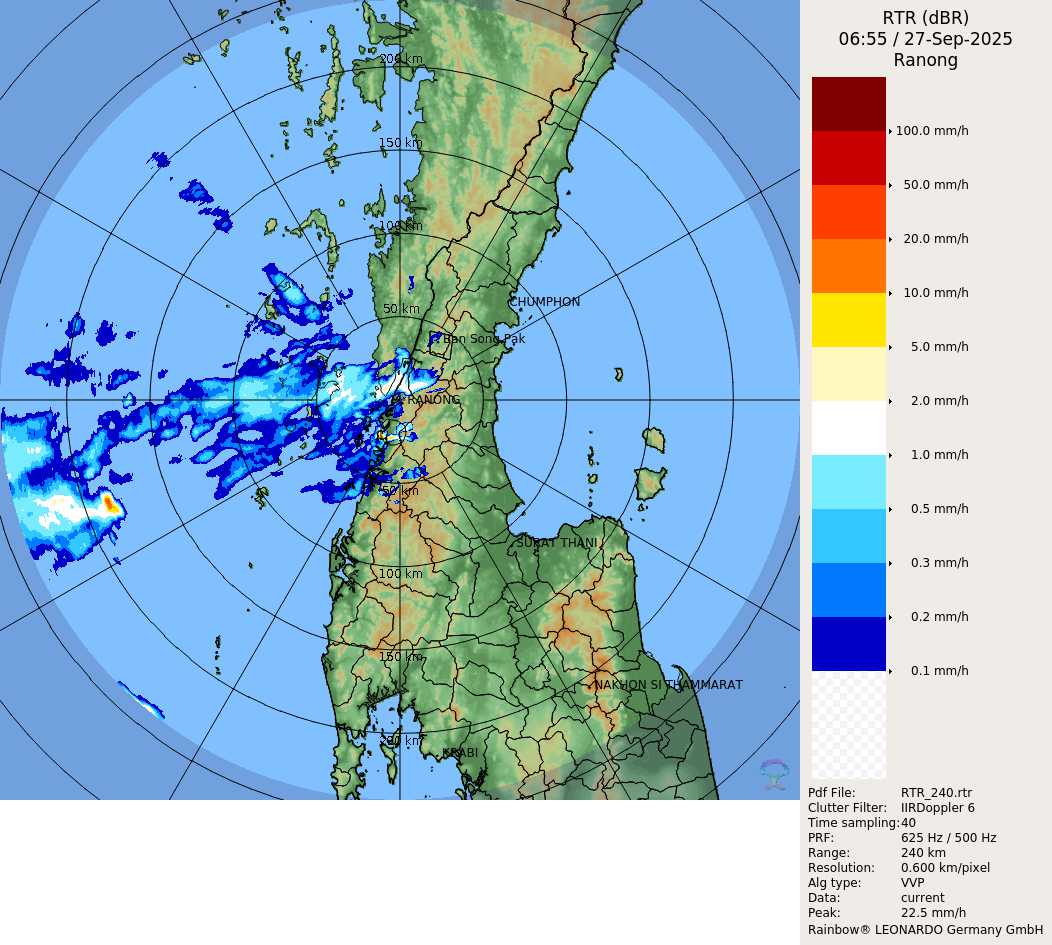 RTR (dBR)
06:55 / 27-Sep-2025
Ranong
100.0 mm/h
50.0 mm/h
20.0 mm/h
10.0 mm/h
5.0 mm/h
2.0 mm/h
1.0 mm/h
0.5 mm/h
0.3 mm/h
0.2 mm/h
0.1 mm/h
200 km
150 km
100 km
CHUMPHON
50 km
Ban Song Pak
RANONG
50 km
SURAT THANI
100 km
150 km
NAKHON SI THAMMARAT
200 km
KRABI
Pdf File: RTR_240.rtr
Clutter Filter: IIRDoppler 6
Time sampling: 40
PRF: 625 Hz / 500 Hz
Range: 240 km
Resolution: 0.600 km/pixel
Alg type: VVP
Data: current
Peak: 22.5 mm/h
Rainbow® LEONARDO Germany GmbH